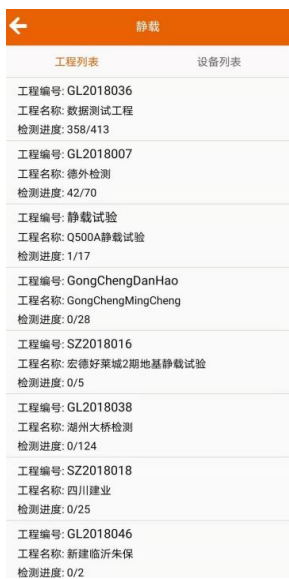 静载
工程列表 设备列表
工程编号: GL2018036
工程名称: 数据测试工程
检测进度: 358/413
工程编号: GL2018007
工程名称: 德外检测
检测进度: 42/70
工程编号: 静载试验
工程名称: Q500A静载试验
检测进度: 1/17
工程编号: GongChengDanHao
工程名称: GongChengMingCheng
检测进度: 0/28
工程编号: SZ2018016
工程名称: 宏德好莱城2期地基静载试验
检测进度: 0/5
工程编号: GL2018038
工程名称: 湖州大桥检测
检测进度: 0/124
工程编号: SZ2018018
工程名称: 四川建业
检测进度: 0/25
工程编号: GL2018046
工程名称: 新建临沂朱保
检测进度: 0/2